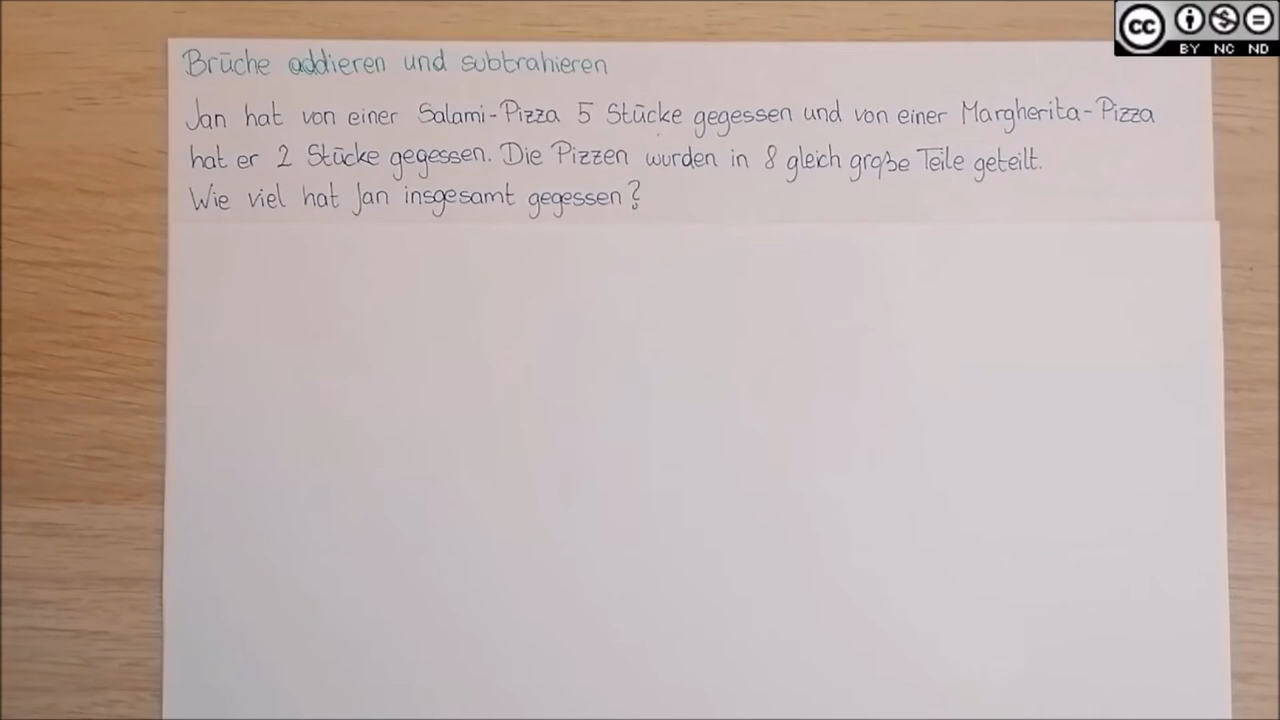 Brüche addieren und subtrahieren
Jan hat von einer Salami-Pizza 5 Stücke gegessen und von einer Margherita-Pizza
hat er 2 Stücke gegessen. Die Pizzen wurden in 8 gleich große Teile geteilt.
Wie viel hat Jan insgesamt gegessen?
CC
BY NC ND